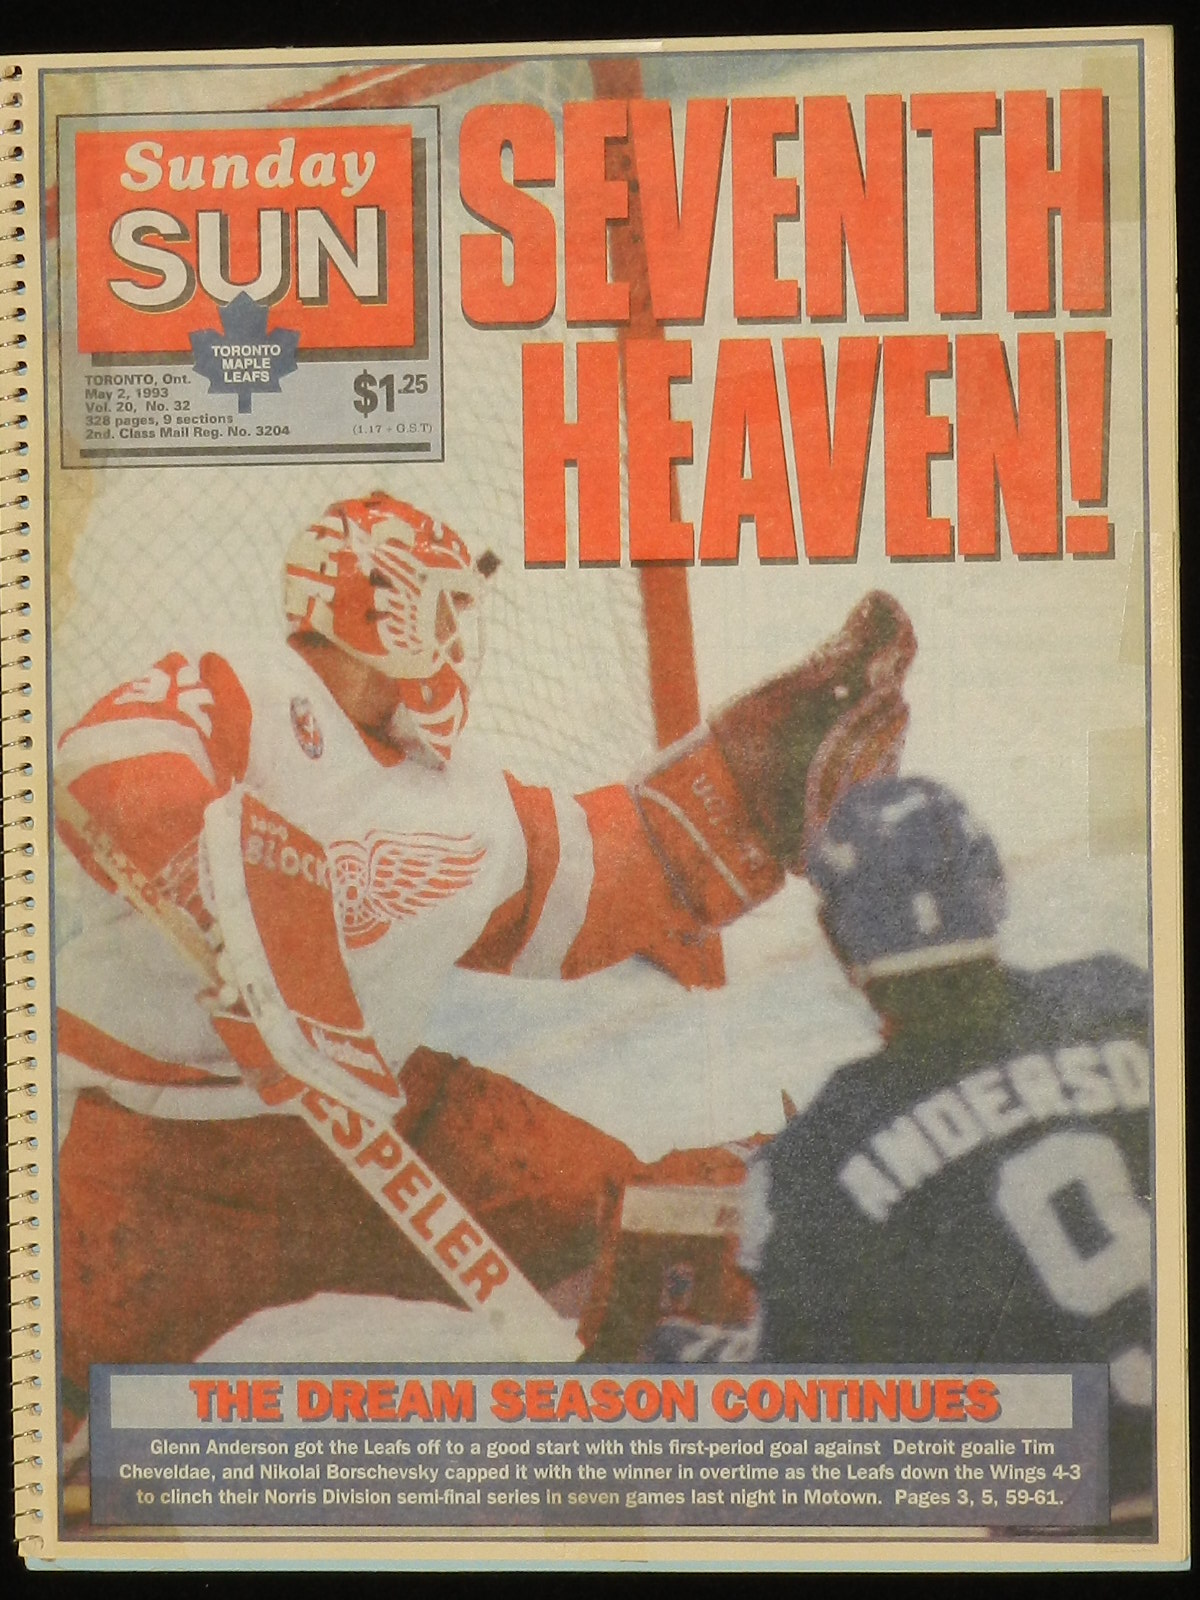 Sunday
SUN
TORONTO
MAPLE
LEAFS
TORONTO, Ont.
May 2, 1993
Vol. 20, No. 32
328 pages, 9 sections
2nd. Class Mail Reg. No. 3204
$1.25
(1.17 + G.S.T)
SEVENTH
HEAVEN!
BLOCK
ESPELER
ANDERSO
9
THE DREAM SEASON CONTINUES
Glenn Anderson got the Leafs off to a good start with this first-period goal against Detroit goalie Tim
Cheveldae, and Nikolai Borschevsky capped it with the winner in overtime as the Leafs down the Wings 4-3
to clinch their Norris Division semi-final series in seven games last night in Motown. Pages 3, 5, 59-61.